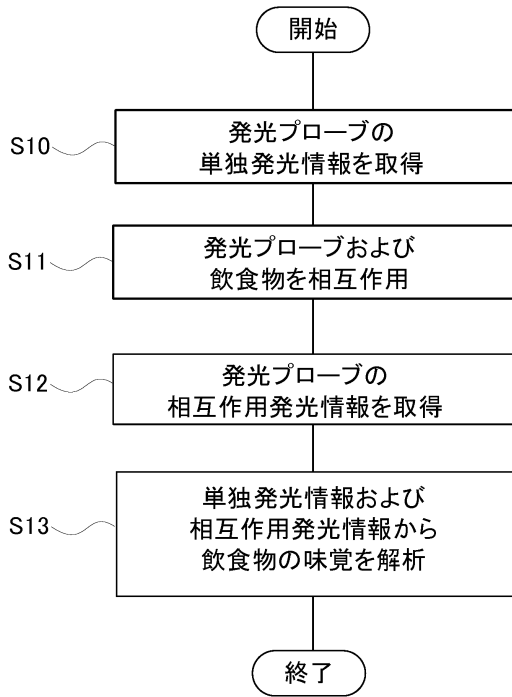 開始
S10
発光プローブの
単独発光情報を取得
S11
発光プローブおよび
飲食物を相互作用
S12
発光プローブの
相互作用発光情報を取得
S13
単独発光情報および
相互作用発光情報から
飲食物の味覚を解析
終了